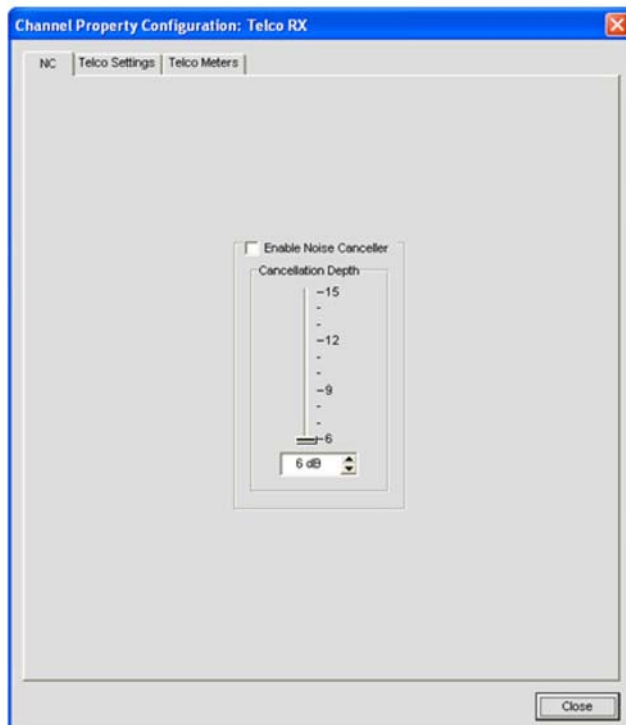 Channel Property Configuration: Telco RX
NC Telco Settings Telco Meters
Enable Noise Canceller
Cancellation Depth
15
12
9
6
6 dB
Close